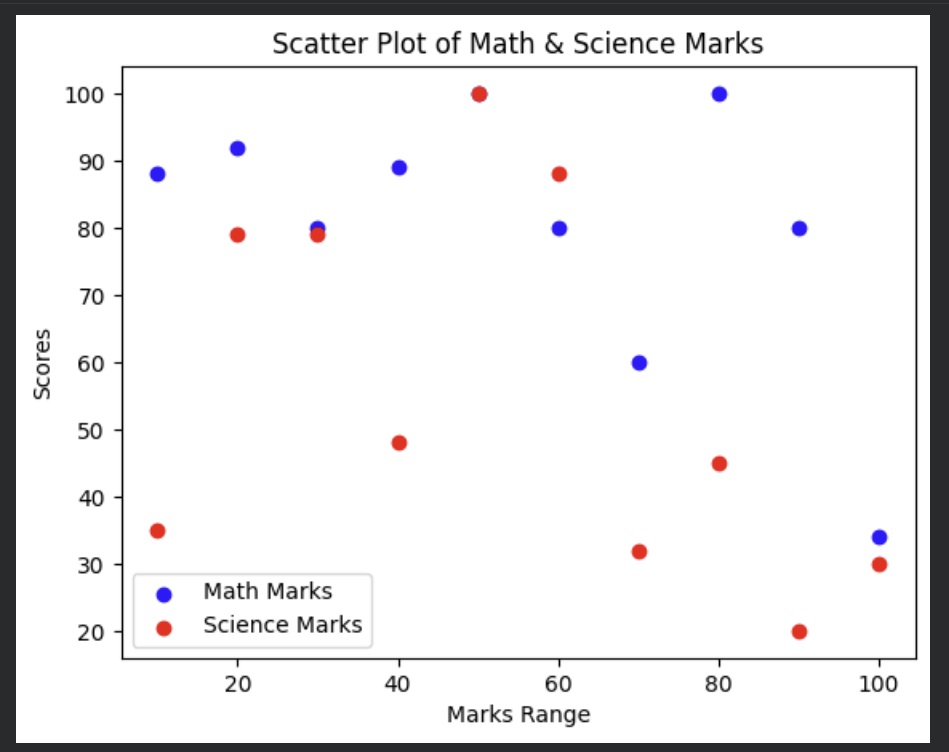 Scatter Plot of Math & Science Marks
100
90
80
70
60
50
40
30
20
Scores
Math Marks
Science Marks
20 40 60 80 100
Marks Range